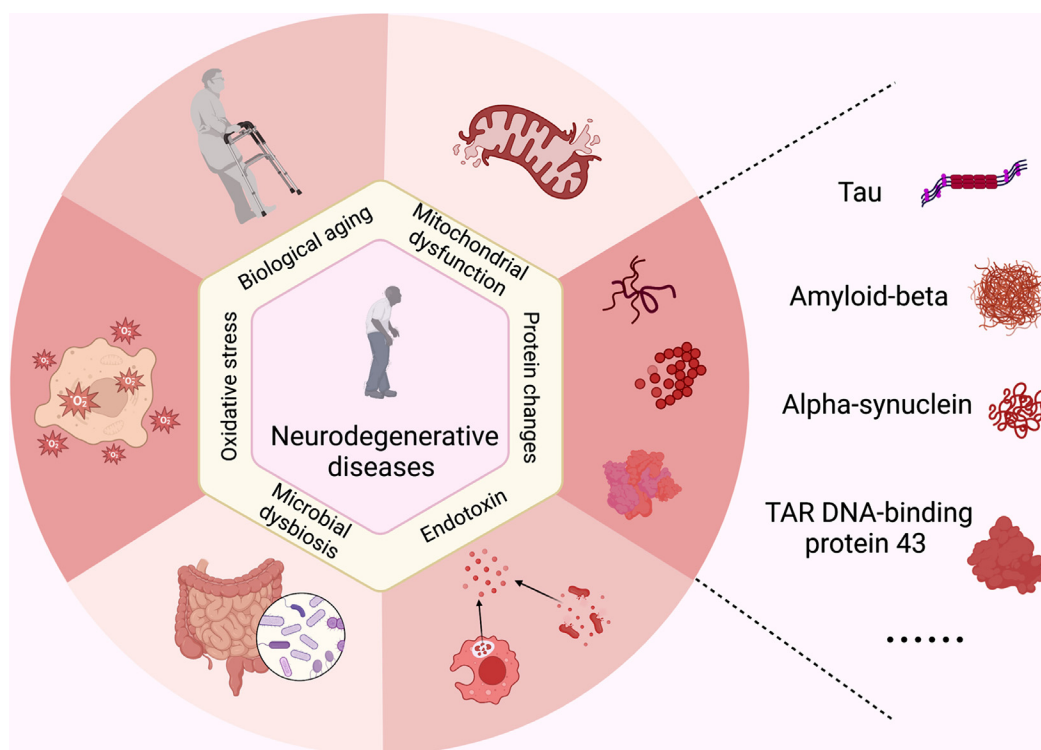 Biological aging
Mitochondrial
dysfunction
Protein changes
Endotoxin
Microbial
dysbiosis
Oxidative stress
Neurodegenerative
diseases
Tau
Amyloid-beta
Alpha-synuclein
TAR DNA-binding
protein 43
......